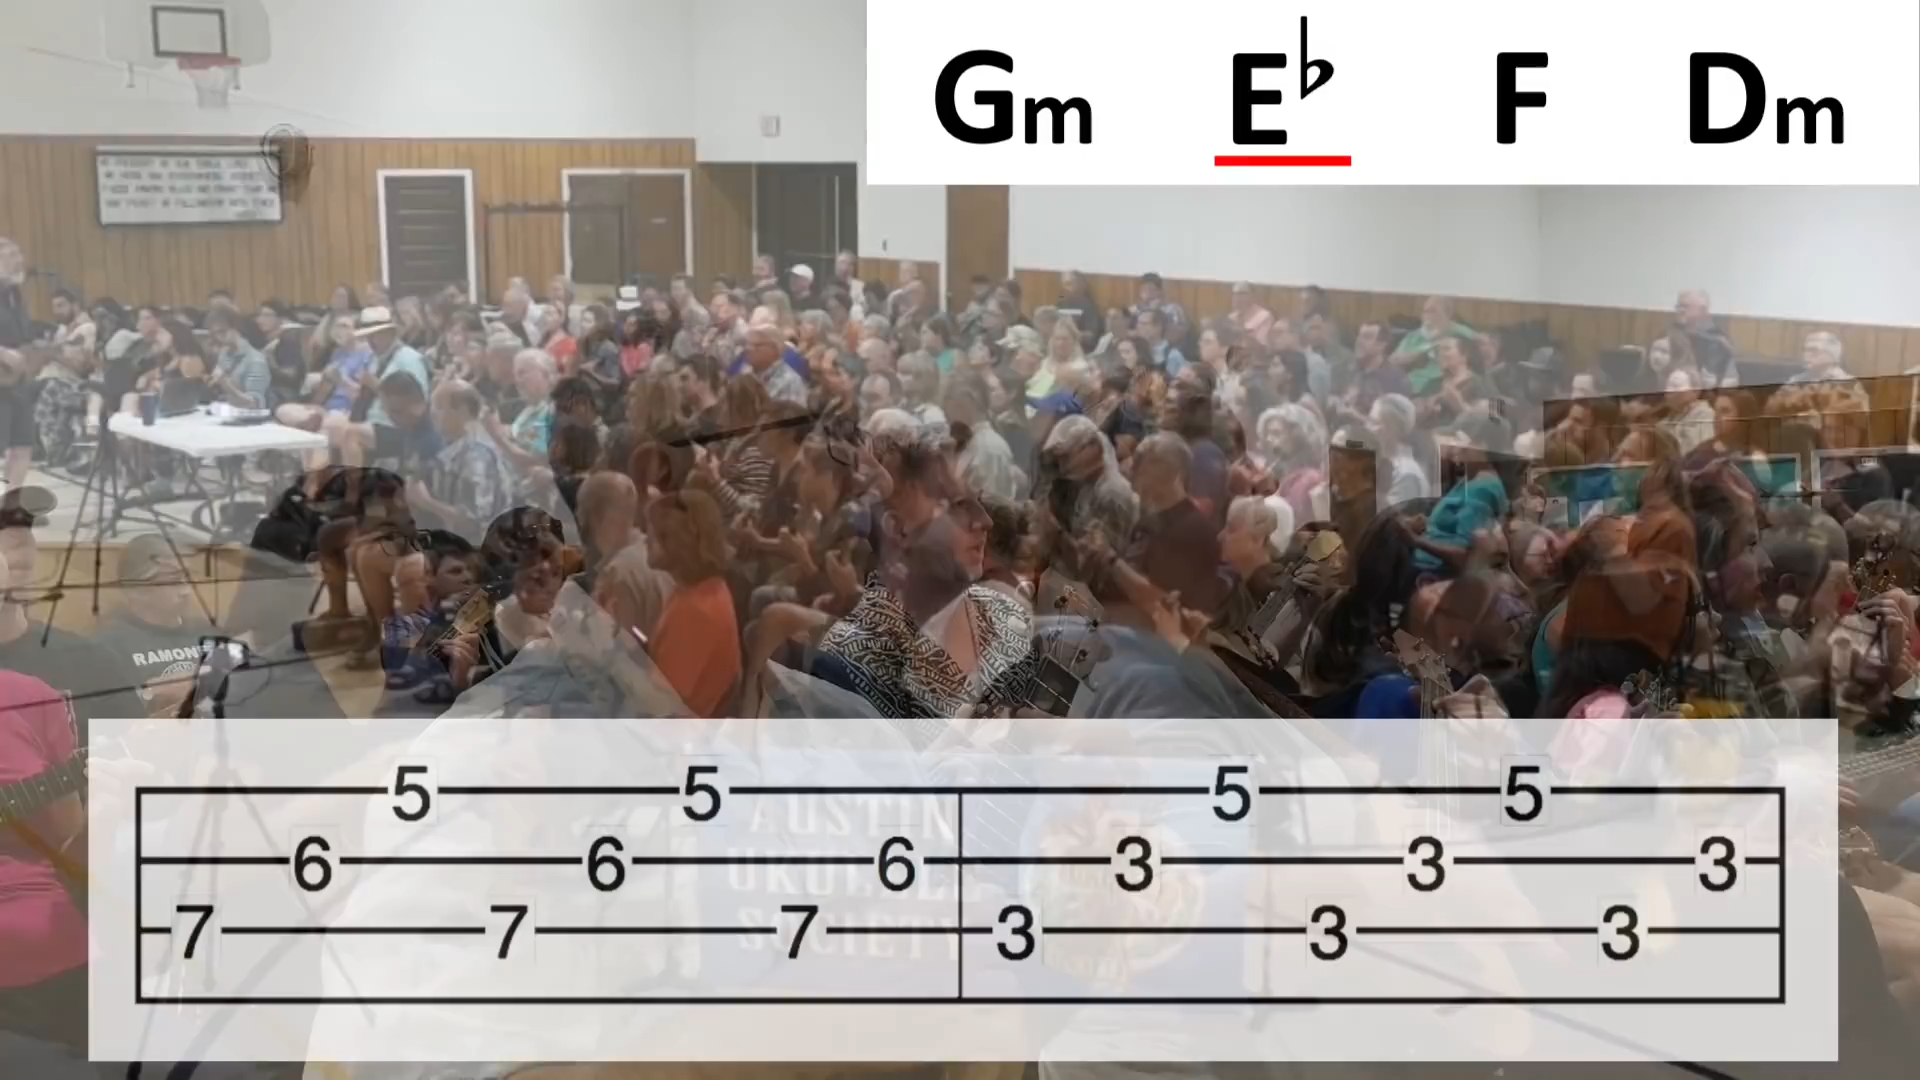 Gm E♭ F Dm
RAMONES
5 5 5 5
6 6 6 3 3 3
7 7 7 3 3 3
AUSTIN
UKULELE
SOCIETY